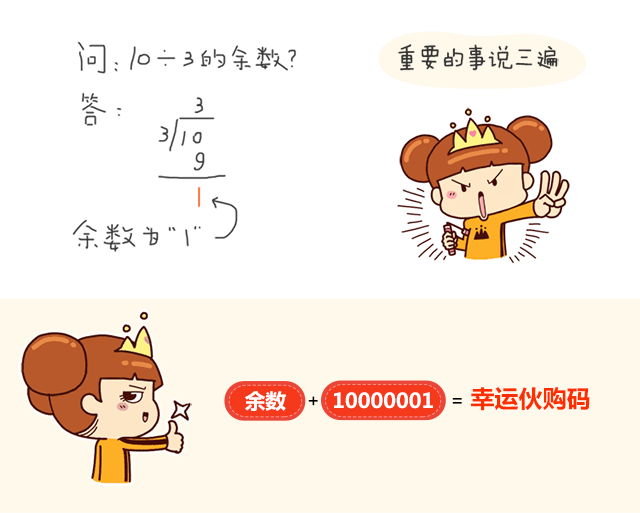 问:10÷3的余数?
重要的事说三遍
答:
3
3 10
9
1
余数为“1”
余数 + 10000001 = 幸运伙购码